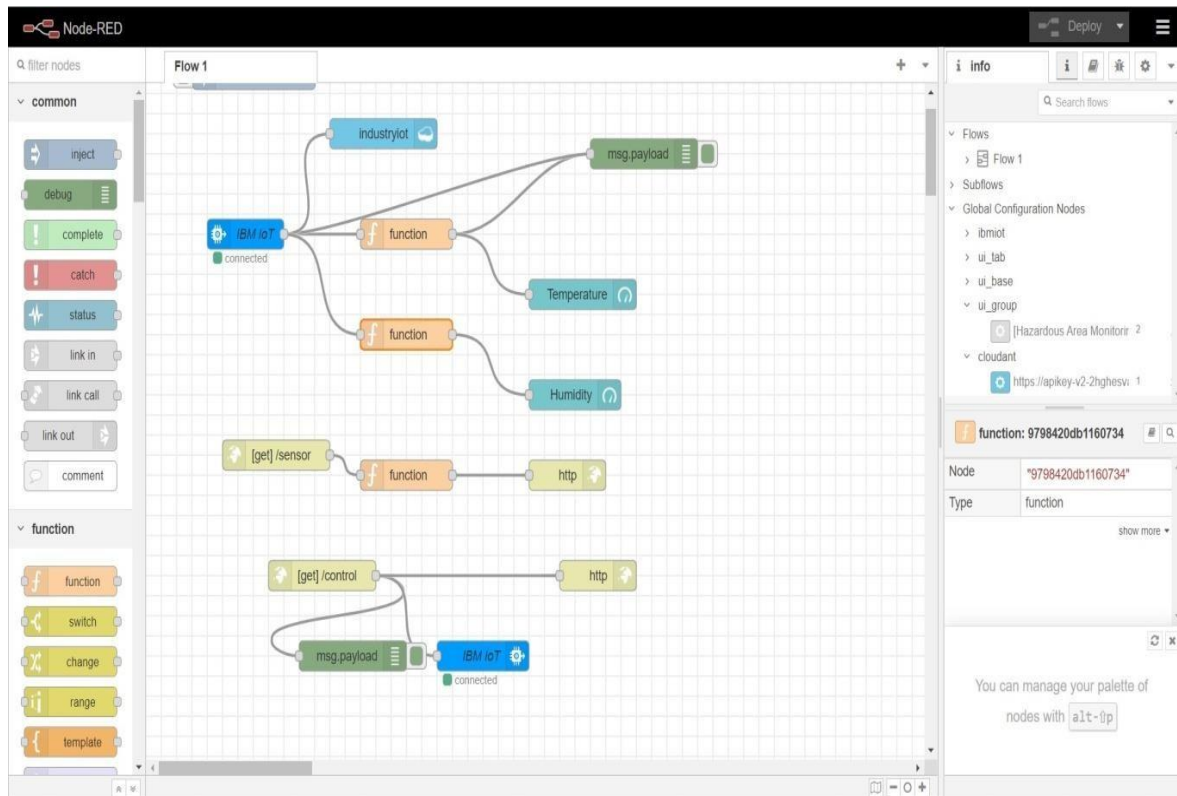 Node-RED
Deploy
filter nodes
common
inject
debug
complete
catch
status
link in
link call
link out
comment
function
function
switch
change
range
template
Flow 1
industryiot
msg.payload
IBM IoT
connected
function
Temperature
function
Humidity
[get] /sensor
function
http
[get] /control
http
msg.payload
IBM IoT
connected
i info
i
Search flows
Flows
Flow 1
Subflows
Global Configuration Nodes
ibmiot
ui_tab
ui_base
ui_group
[Hazardous Area Monitorir 2
cloudant
https://apikey-v2-2hghesv 1
function: 9798420db1160734
Node "9798420db1160734"
Type function
show more
You can manage your palette of
nodes with alt-⇧p